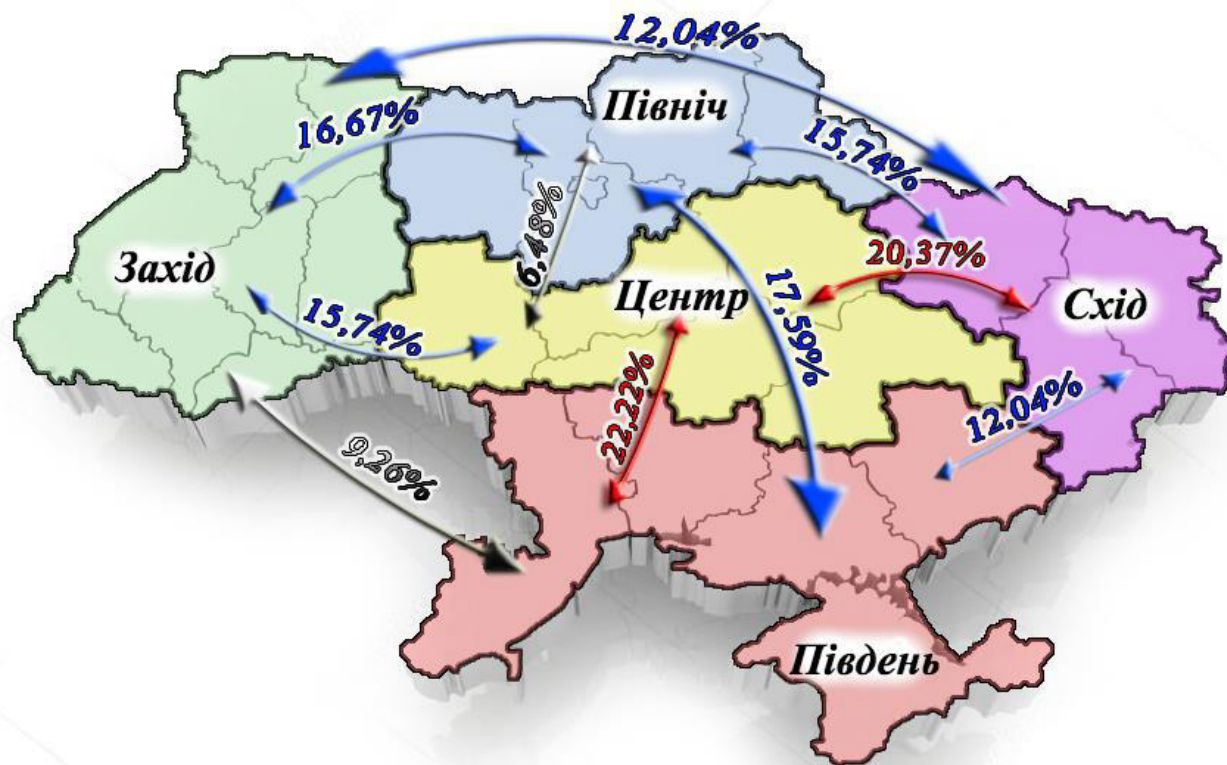 12,04%
Північ
16,67%
15,74%
6,48%
20,37%
Захід
Центр
17,59%
Схід
15,74%
22,22%
12,04%
9,26%
Південь